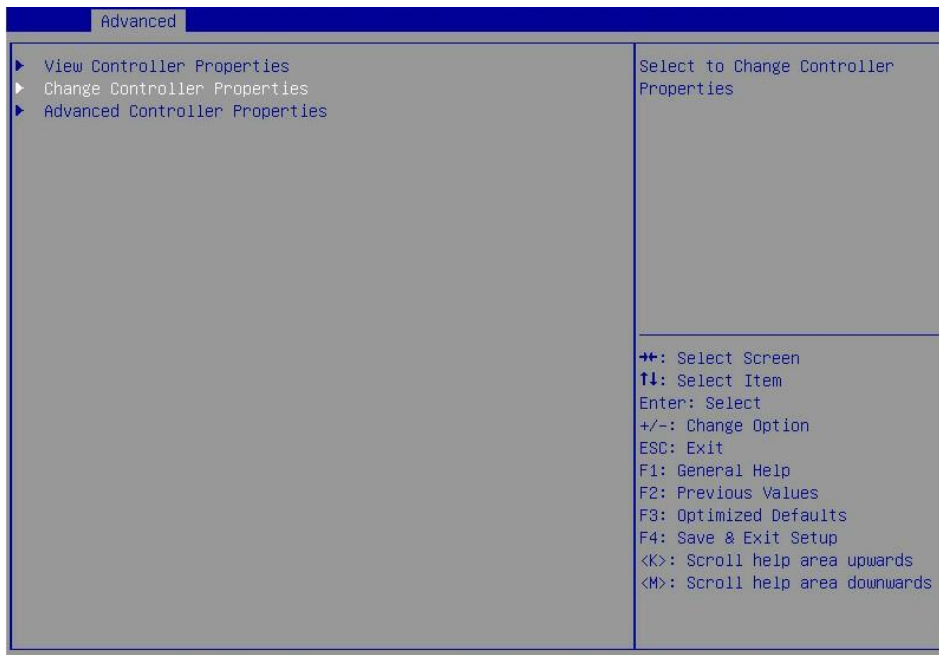 Advanced
View Controller Properties
Change Controller Properties
Advanced Controller Properties
Select to Change Controller
Properties
→←: Select Screen
↑↓: Select Item
Enter: Select
+/-: Change Option
ESC: Exit
F1: General Help
F2: Previous Values
F3: Optimized Defaults
F4: Save & Exit Setup
<K>: Scroll help area upwards
<M>: Scroll help area downwards